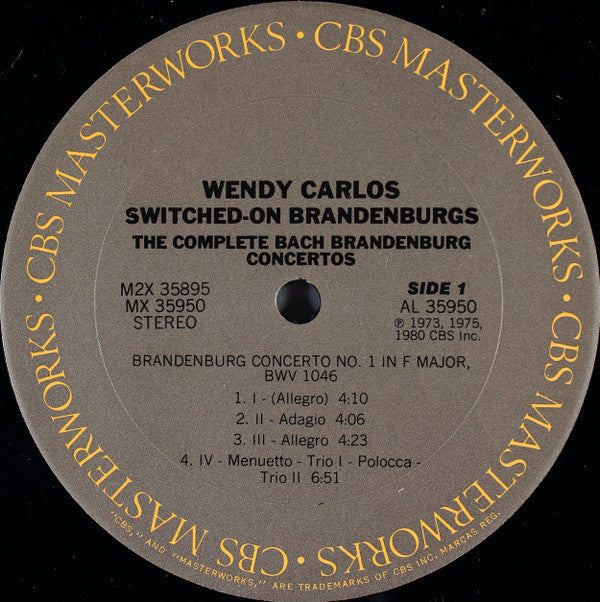 CBS MASTERWORKS • CBS MASTERWORKS • CBS MASTERWORKS • CBS MASTERWORKS •
WENDY CARLOS
SWITCHED-ON BRANDENBURGS
THE COMPLETE BACH BRANDENBURG
CONCERTOS
M2X 35895
MX 35950
STEREO
SIDE 1
AL 35950
℗ 1973, 1975,
1980 CBS Inc.
BRANDENBURG CONCERTO NO. 1 IN F MAJOR,
BWV 1046
1. I - (Allegro) 4:10
2. II - Adagio 4:06
3. III - Allegro 4:23
4. IV - Menuetto - Trio I - Polocca -
Trio II 6:51
"CBS," AND "MASTERWORKS," ARE TRADEMARKS OF CBS INC. MARCAS REG.